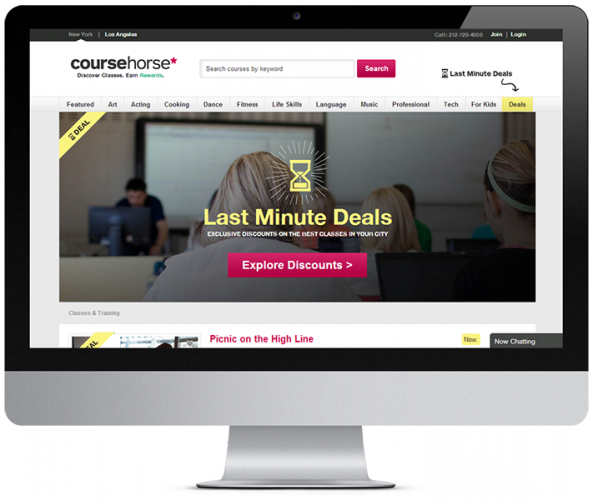 New York | Los Angelos
Call: 212-729-4009 Join | Login
coursehorse
Discover Classes. Earn Rewards.
Search courses by keyword
Search
Last Minute Deals
Featured Art Acting Cooking Dance Fitness Life Skills Language Music Professional Tech For Kids Deals
DEAL
Last Minute Deals
EXCLUSIVE DISCOUNTS ON THE BEST CLASSES IN YOUR CITY
Explore Discounts >
Classes & Training
DEAL
Picnic on the High Line
New
Now Chatting